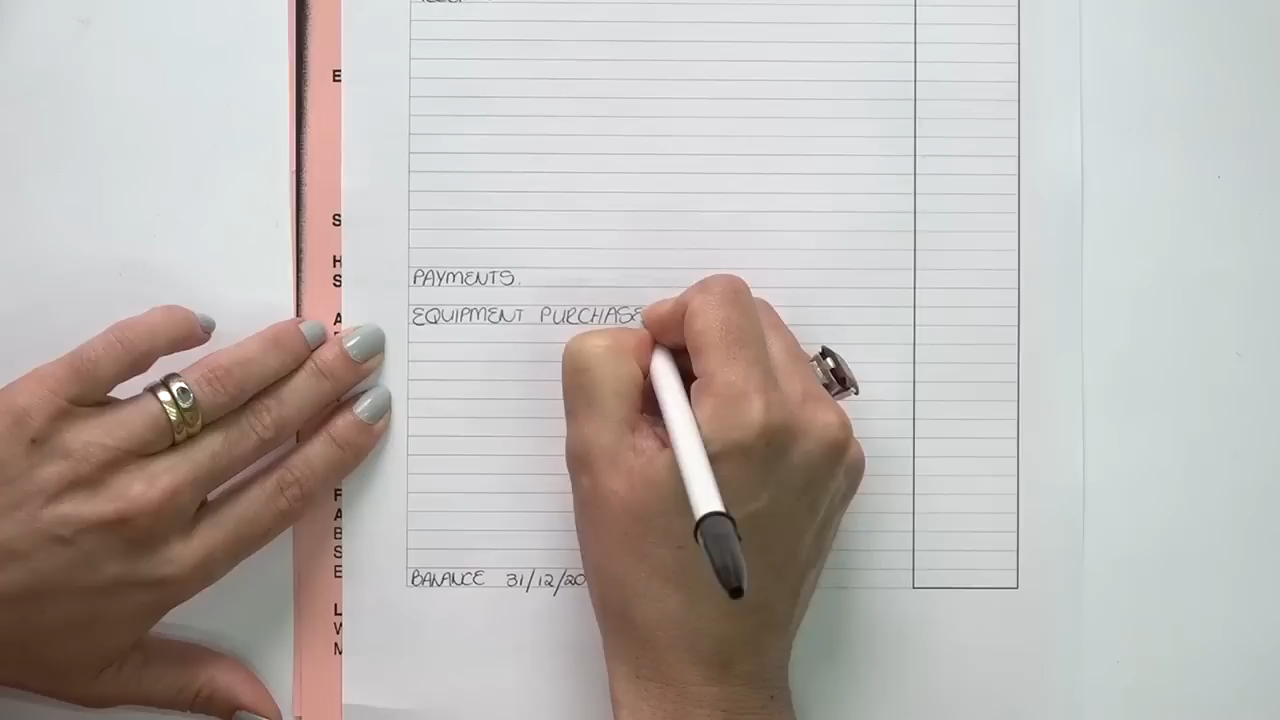 PAYMENTS.
EQUIPMENT PURCHASE
BALANCE 31/12/20
E
S
H
S
A
F
A
B
S
E
L
W
M